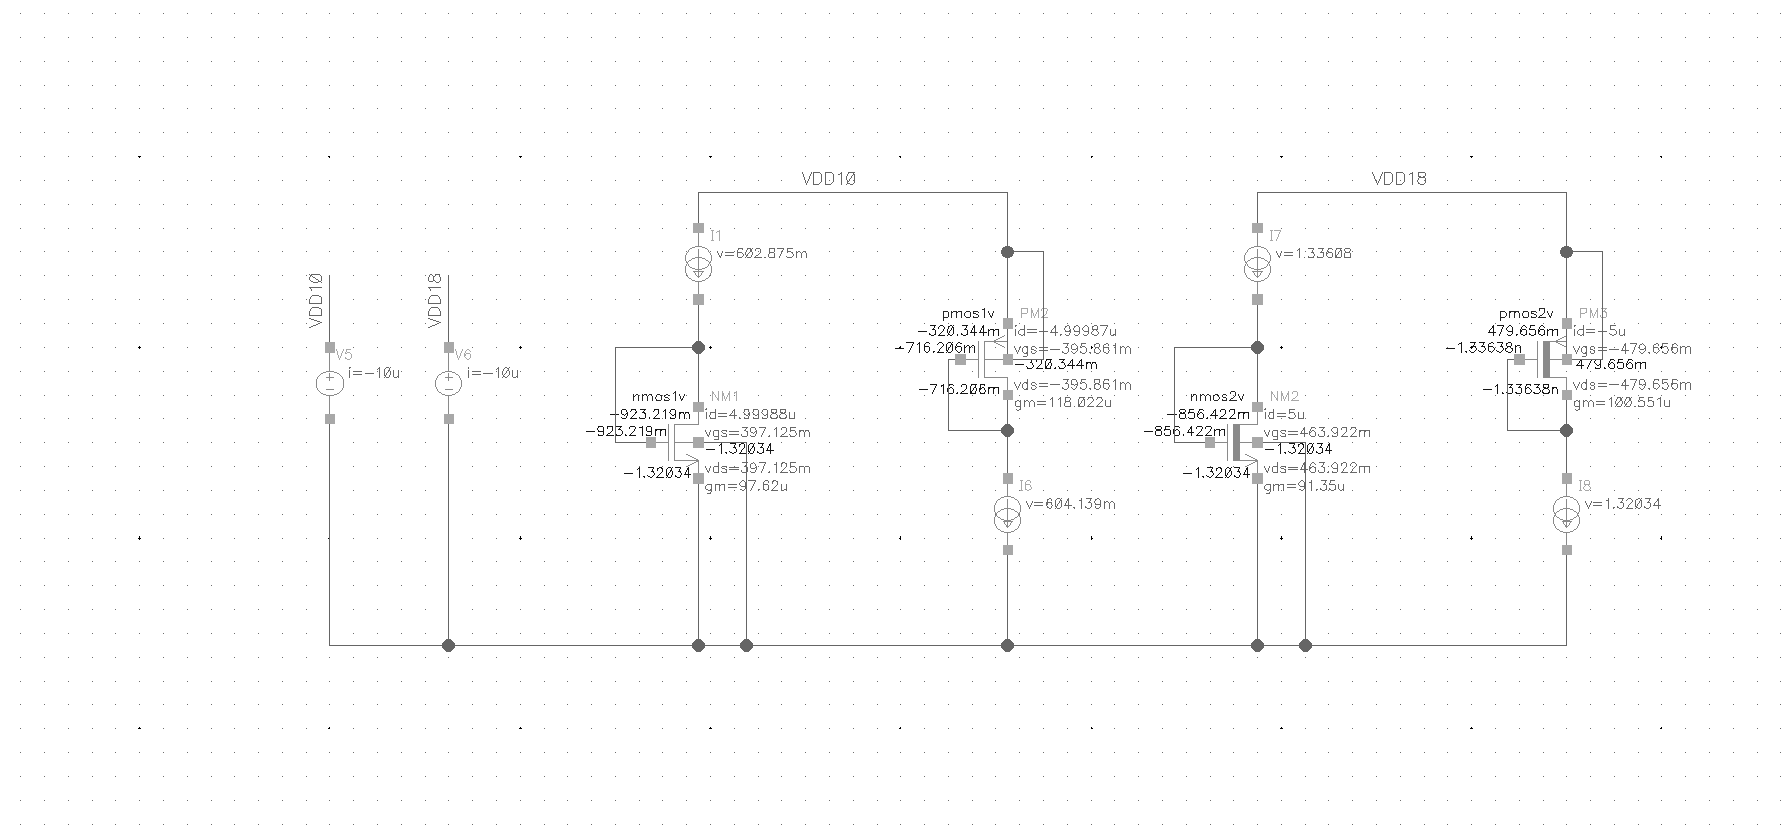 VDD10
VDD18
VDD10
V5
i=-10u
VDD18
V6
i=-10u
I1
v=602.875m
nmos1v
NM1
-923.219m
id=4.99988u
-923.219m
vgs=397.125m
-1.32034
vds=397.125m
-1.32034
gm=97.62u
pmos1v
PM2
-320.344m
id=-4.99987u
-716.206m
vgs=-395.861m
-320.344m
vds=-395.861m
-716.206m
gm=118.022u
I6
v=604.139m
I7
v=1.33608
nmos2v
NM2
-856.422m
id=5u
-856.422m
vgs=463.922m
-1.32034
vds=463.922m
-1.32034
gm=91.35u
pmos2v
PM3
479.656m
id=-5u
-1.33638n
vgs=-479.656m
479.656m
vds=-479.656m
-1.33638n
gm=100.551u
I8
v=1.32034